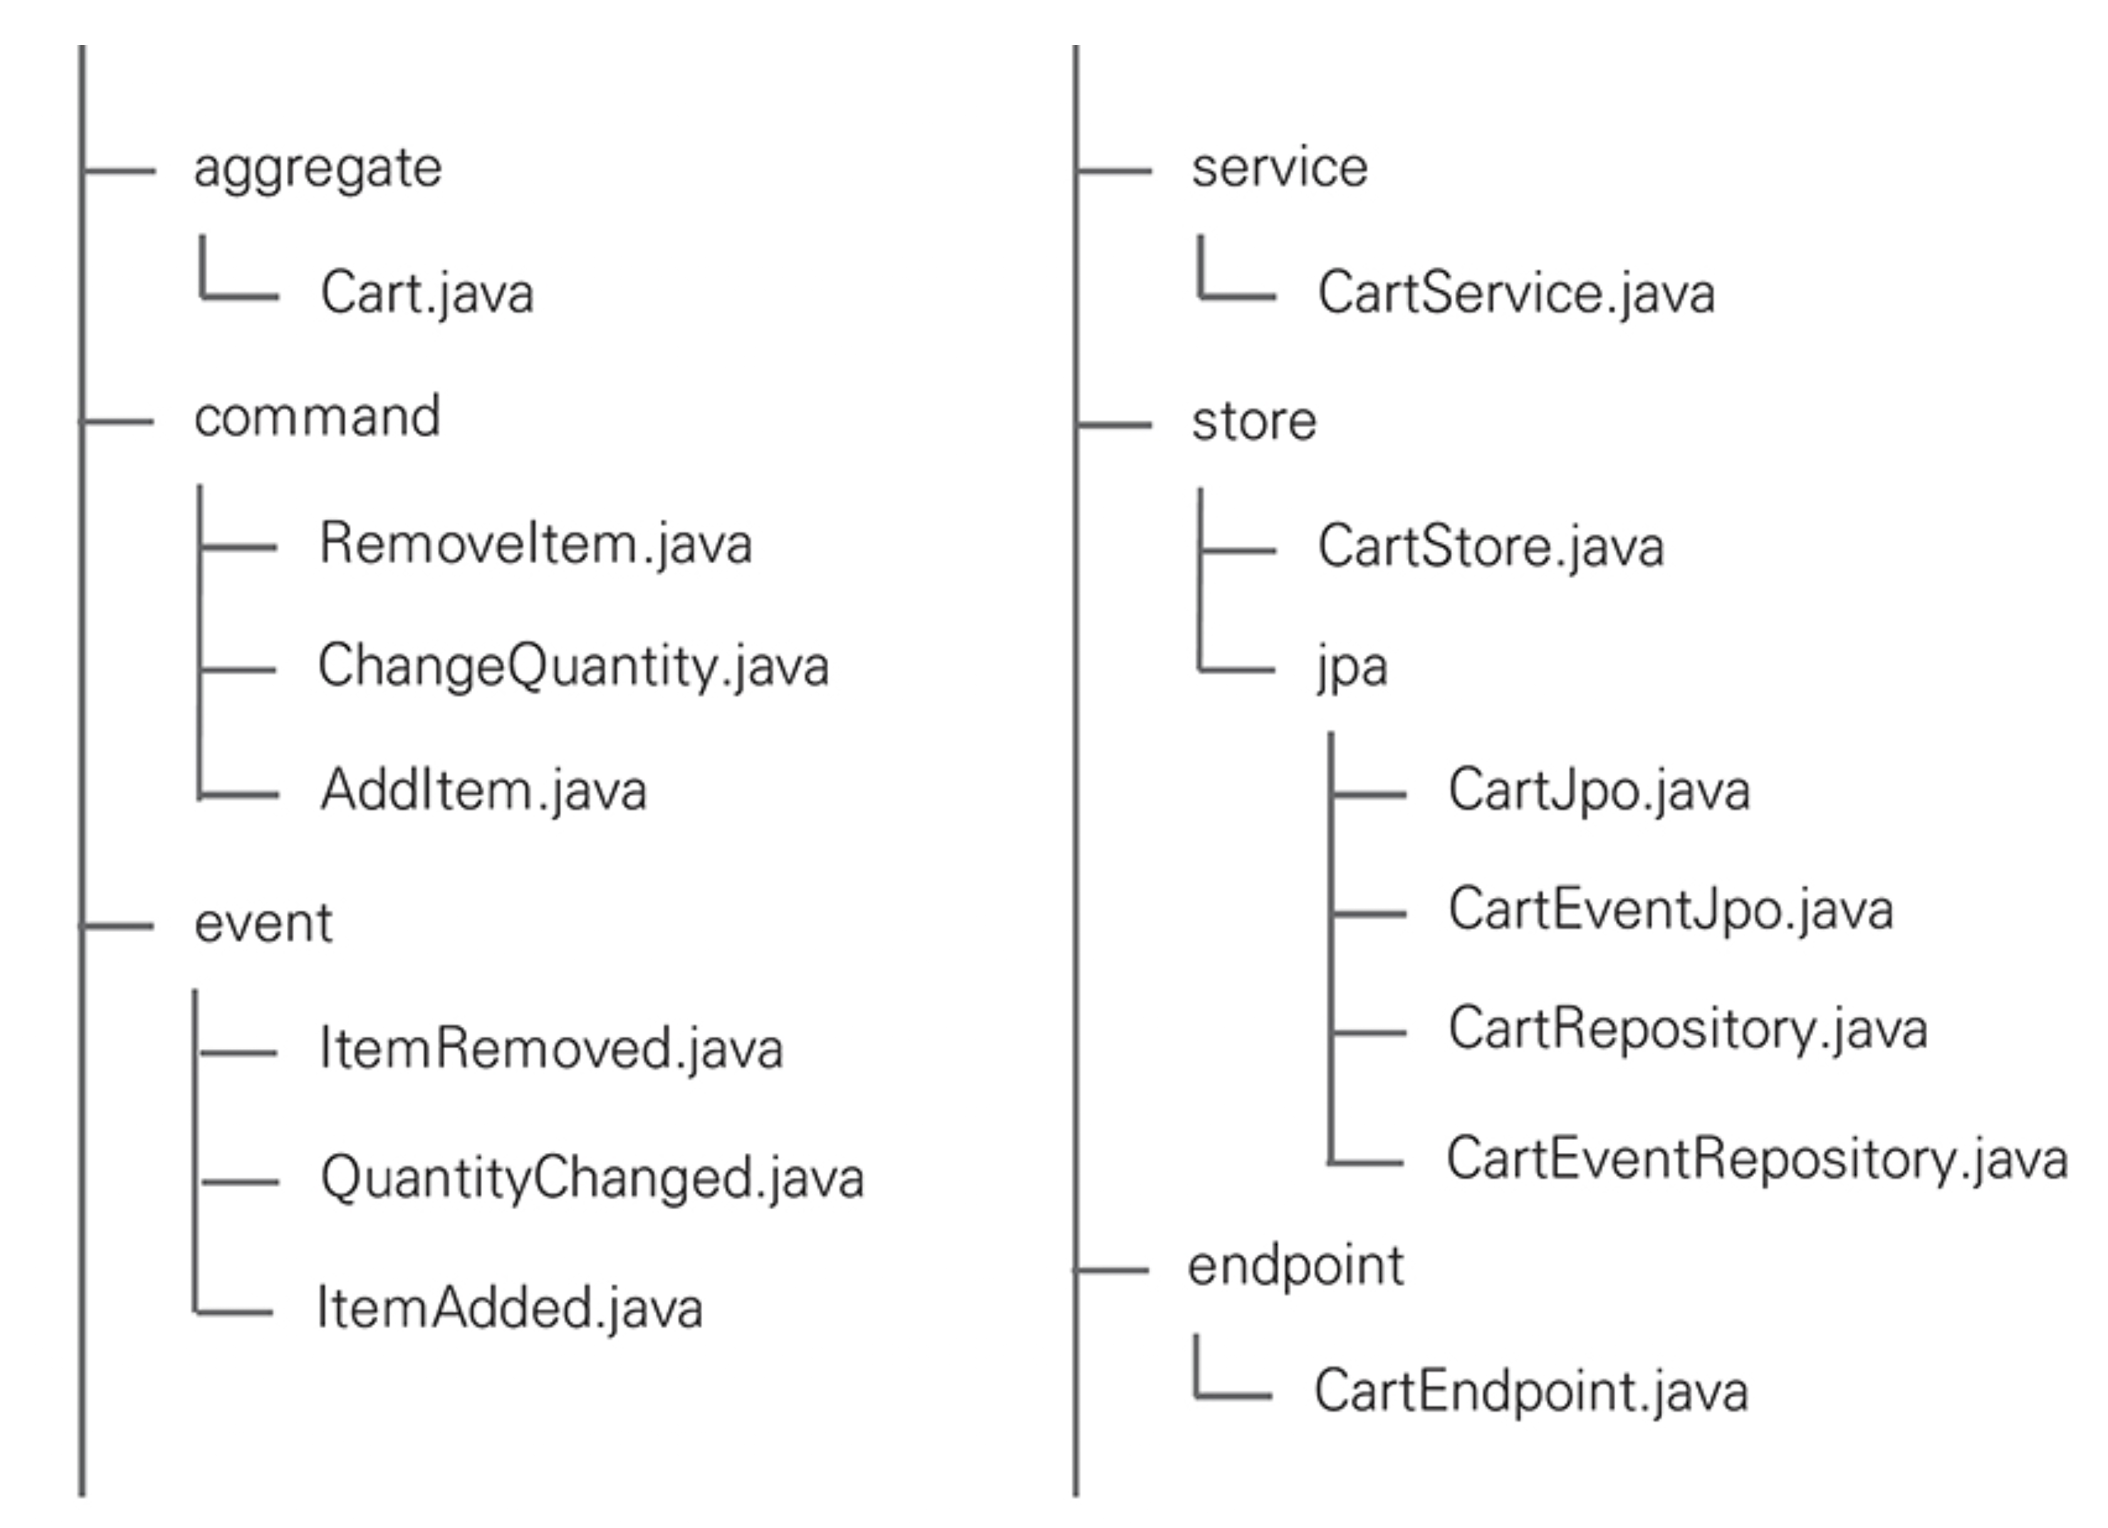 aggregate
Cart.java
command
RemoveItem.java
ChangeQuantity.java
AddItem.java
event
ItemRemoved.java
QuantityChanged.java
ItemAdded.java
service
CartService.java
store
CartStore.java
jpa
CartJpo.java
CartEventJpo.java
CartRepository.java
CartEventRepository.java
endpoint
CartEndpoint.java